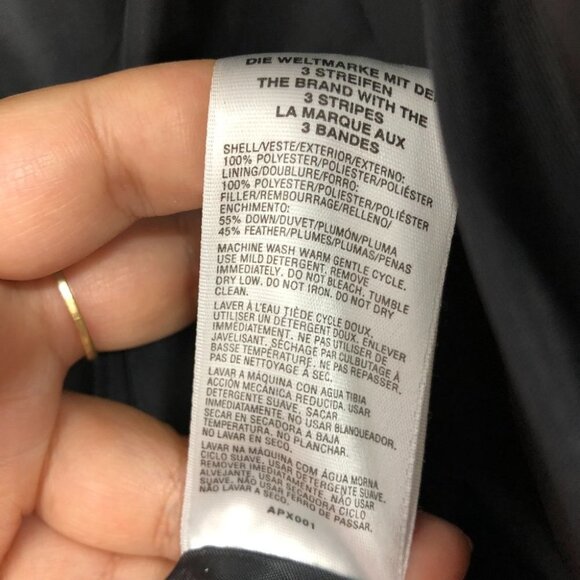 DIE WELTMARKE MIT DE
3 STREIFEN
THE BRAND WITH THE
3 STRIPES
LA MARQUE AUX
3 BANDES
SHELL/VESTE/EXTERIOR/EXTERNO:
100% POLYESTER/POLIESTER/POLIÉSTER
LINING/DOUBLURE/FORRO:
100% POLYESTER/POLIESTER/POLIÉSTER
FILLER/REMBOURRAGE/RELLENO/
ENCHIMENTO:
55% DOWN/DUVET/PLUMÓN/PLUMA
45% FEATHER/PLUMES/PLUMAS/PENAS
MACHINE WASH WARM GENTLE CYCLE.
USE MILD DETERGENT. REMOVE
IMMEDIATELY. DO NOT BLEACH. TUMBLE
DRY LOW. DO NOT IRON. DO NOT DRY
CLEAN.
LAVER À L'EAU TIÈDE CYCLE DOUX.
UTILISER UN DÉTERGENT DOUX. ENLEVER
IMMÉDIATEMENT. NE PAS UTILISER DE
JAVELISANT. SÉCHAGE PAR CULBUTAGE À
BASSE TEMPÉRATURE. NE PAS REPASSER.
PAS DE NETTOYAGE À SEC.
LAVAR A MÁQUINA CON AGUA TIBIA
ACCIÓN MECÁNICA REDUCIDA. USAR
DETERGENTE SUAVE. SACAR
INMEDIATAMENTE. NO USAR BLANQUEADOR.
SECAR EN SECADORA A BAJA
TEMPERATURA. NO PLANCHAR.
NO LAVAR EN SECO.
LAVAR NA MÁQUINA COM ÁGUA MORNA
CICLO SUAVE. USAR DETERGENTE SUAVE.
REMOVER IMEDIATAMENTE. NÃO USAR
ALVEJANTE. USAR SECADORA CICLO
SUAVE. NÃO USAR FERRO DE PASSAR.
NÃO LAVAR A SECO.
APX001